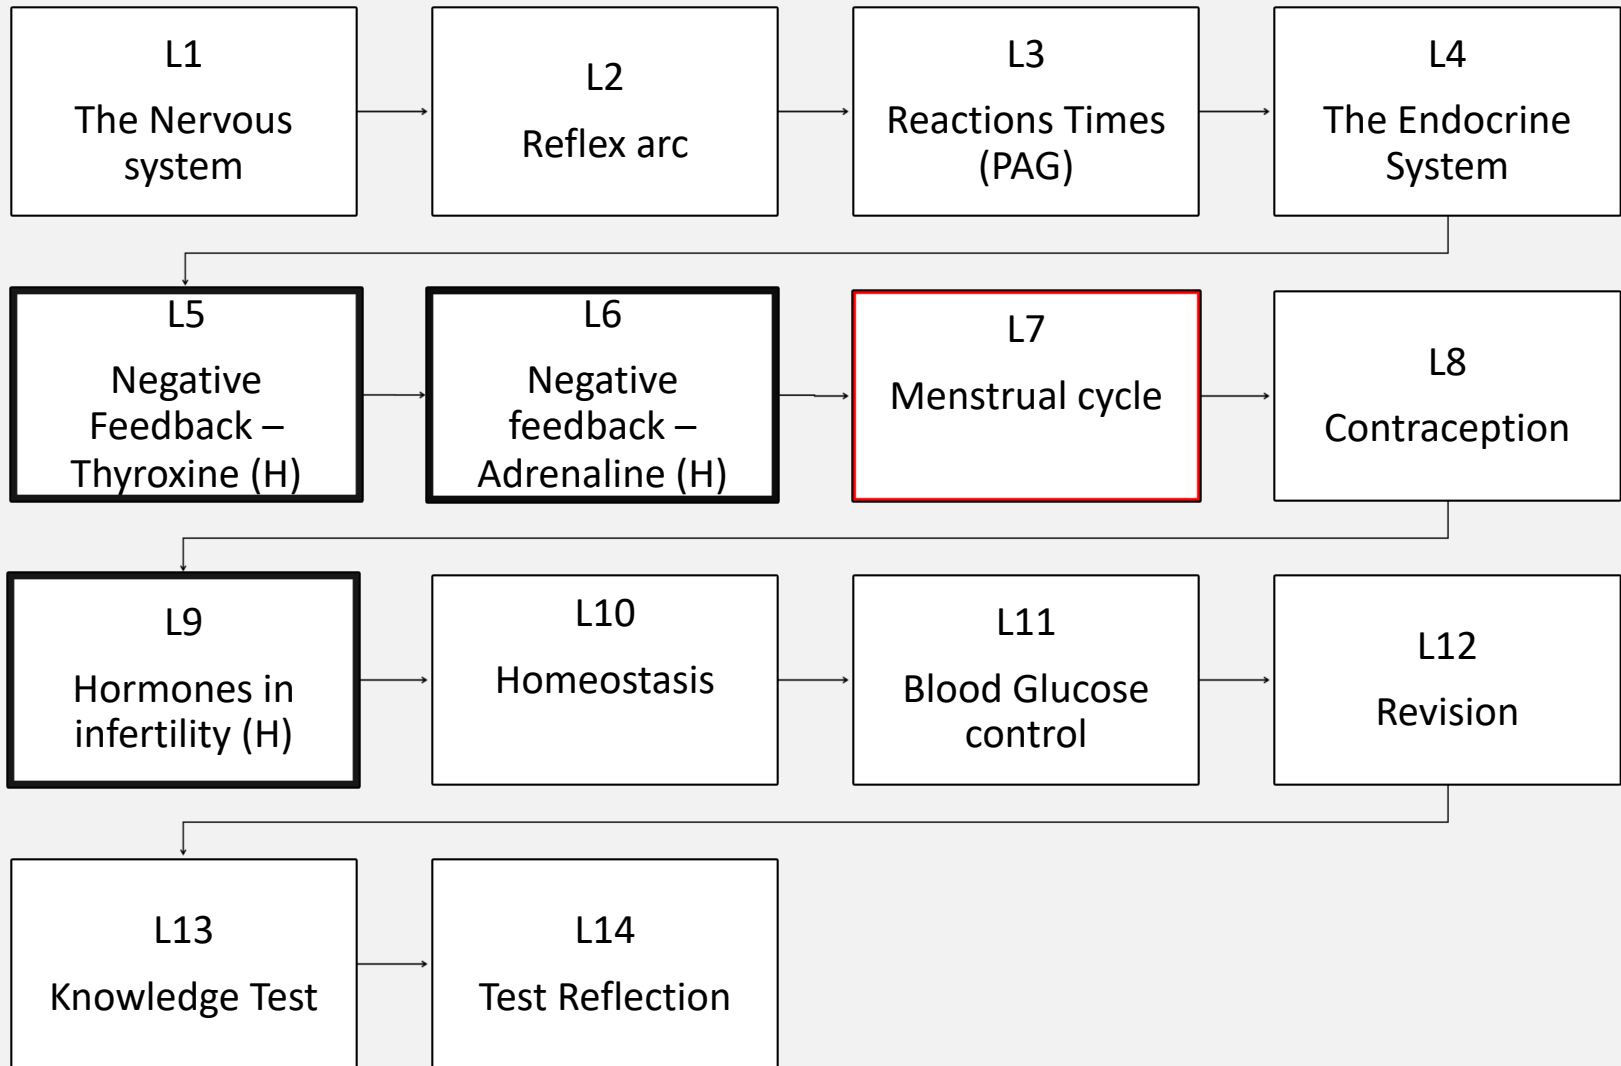 L1
The Nervous
system
L2
Reflex arc
L3
Reactions Times
(PAG)
L4
The Endocrine
System
L5
Negative
Feedback –
Thyroxine (H)
L6
Negative
feedback –
Adrenaline (H)
L7
Menstrual cycle
L8
Contraception
L9
Hormones in
infertility (H)
L10
Homeostasis
L11
Blood Glucose
control
L12
Revision
L13
Knowledge Test
L14
Test Reflection